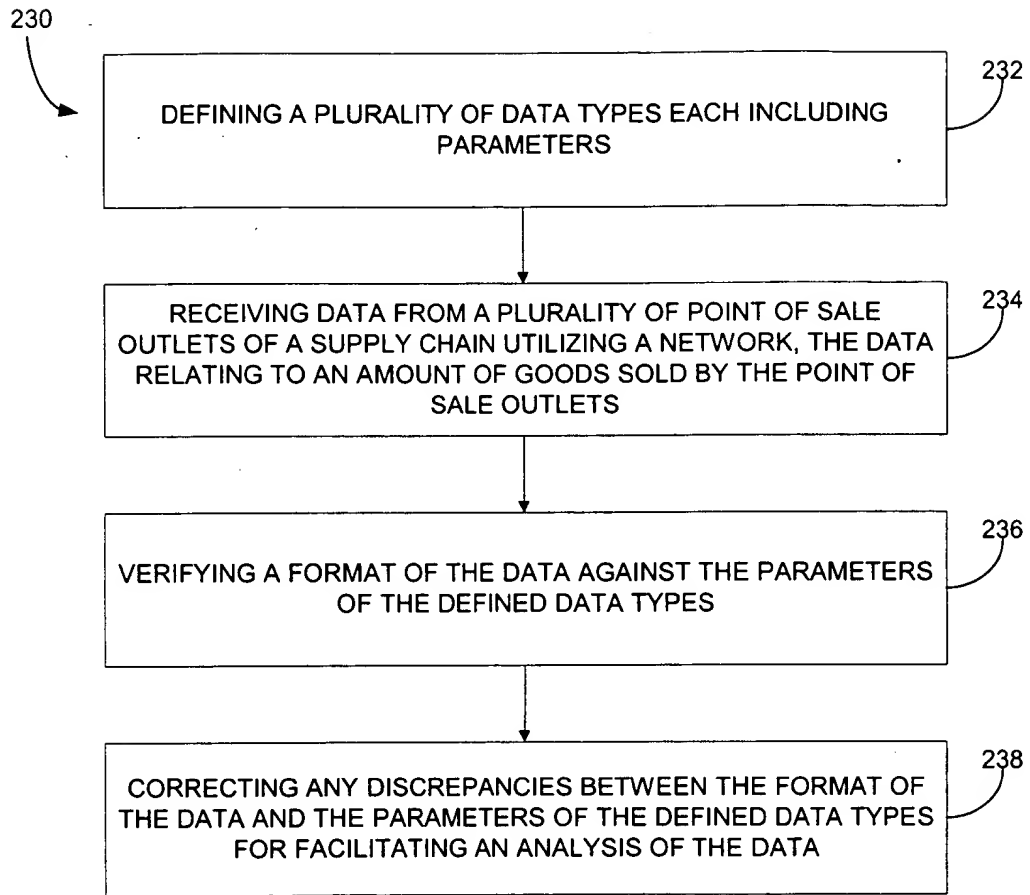 230
232
DEFINING A PLURALITY OF DATA TYPES EACH INCLUDING
PARAMETERS
234
RECEIVING DATA FROM A PLURALITY OF POINT OF SALE
OUTLETS OF A SUPPLY CHAIN UTILIZING A NETWORK, THE DATA
RELATING TO AN AMOUNT OF GOODS SOLD BY THE POINT OF
SALE OUTLETS
236
VERIFYING A FORMAT OF THE DATA AGAINST THE PARAMETERS
OF THE DEFINED DATA TYPES
238
CORRECTING ANY DISCREPANCIES BETWEEN THE FORMAT OF
THE DATA AND THE PARAMETERS OF THE DEFINED DATA TYPES
FOR FACILITATING AN ANALYSIS OF THE DATA